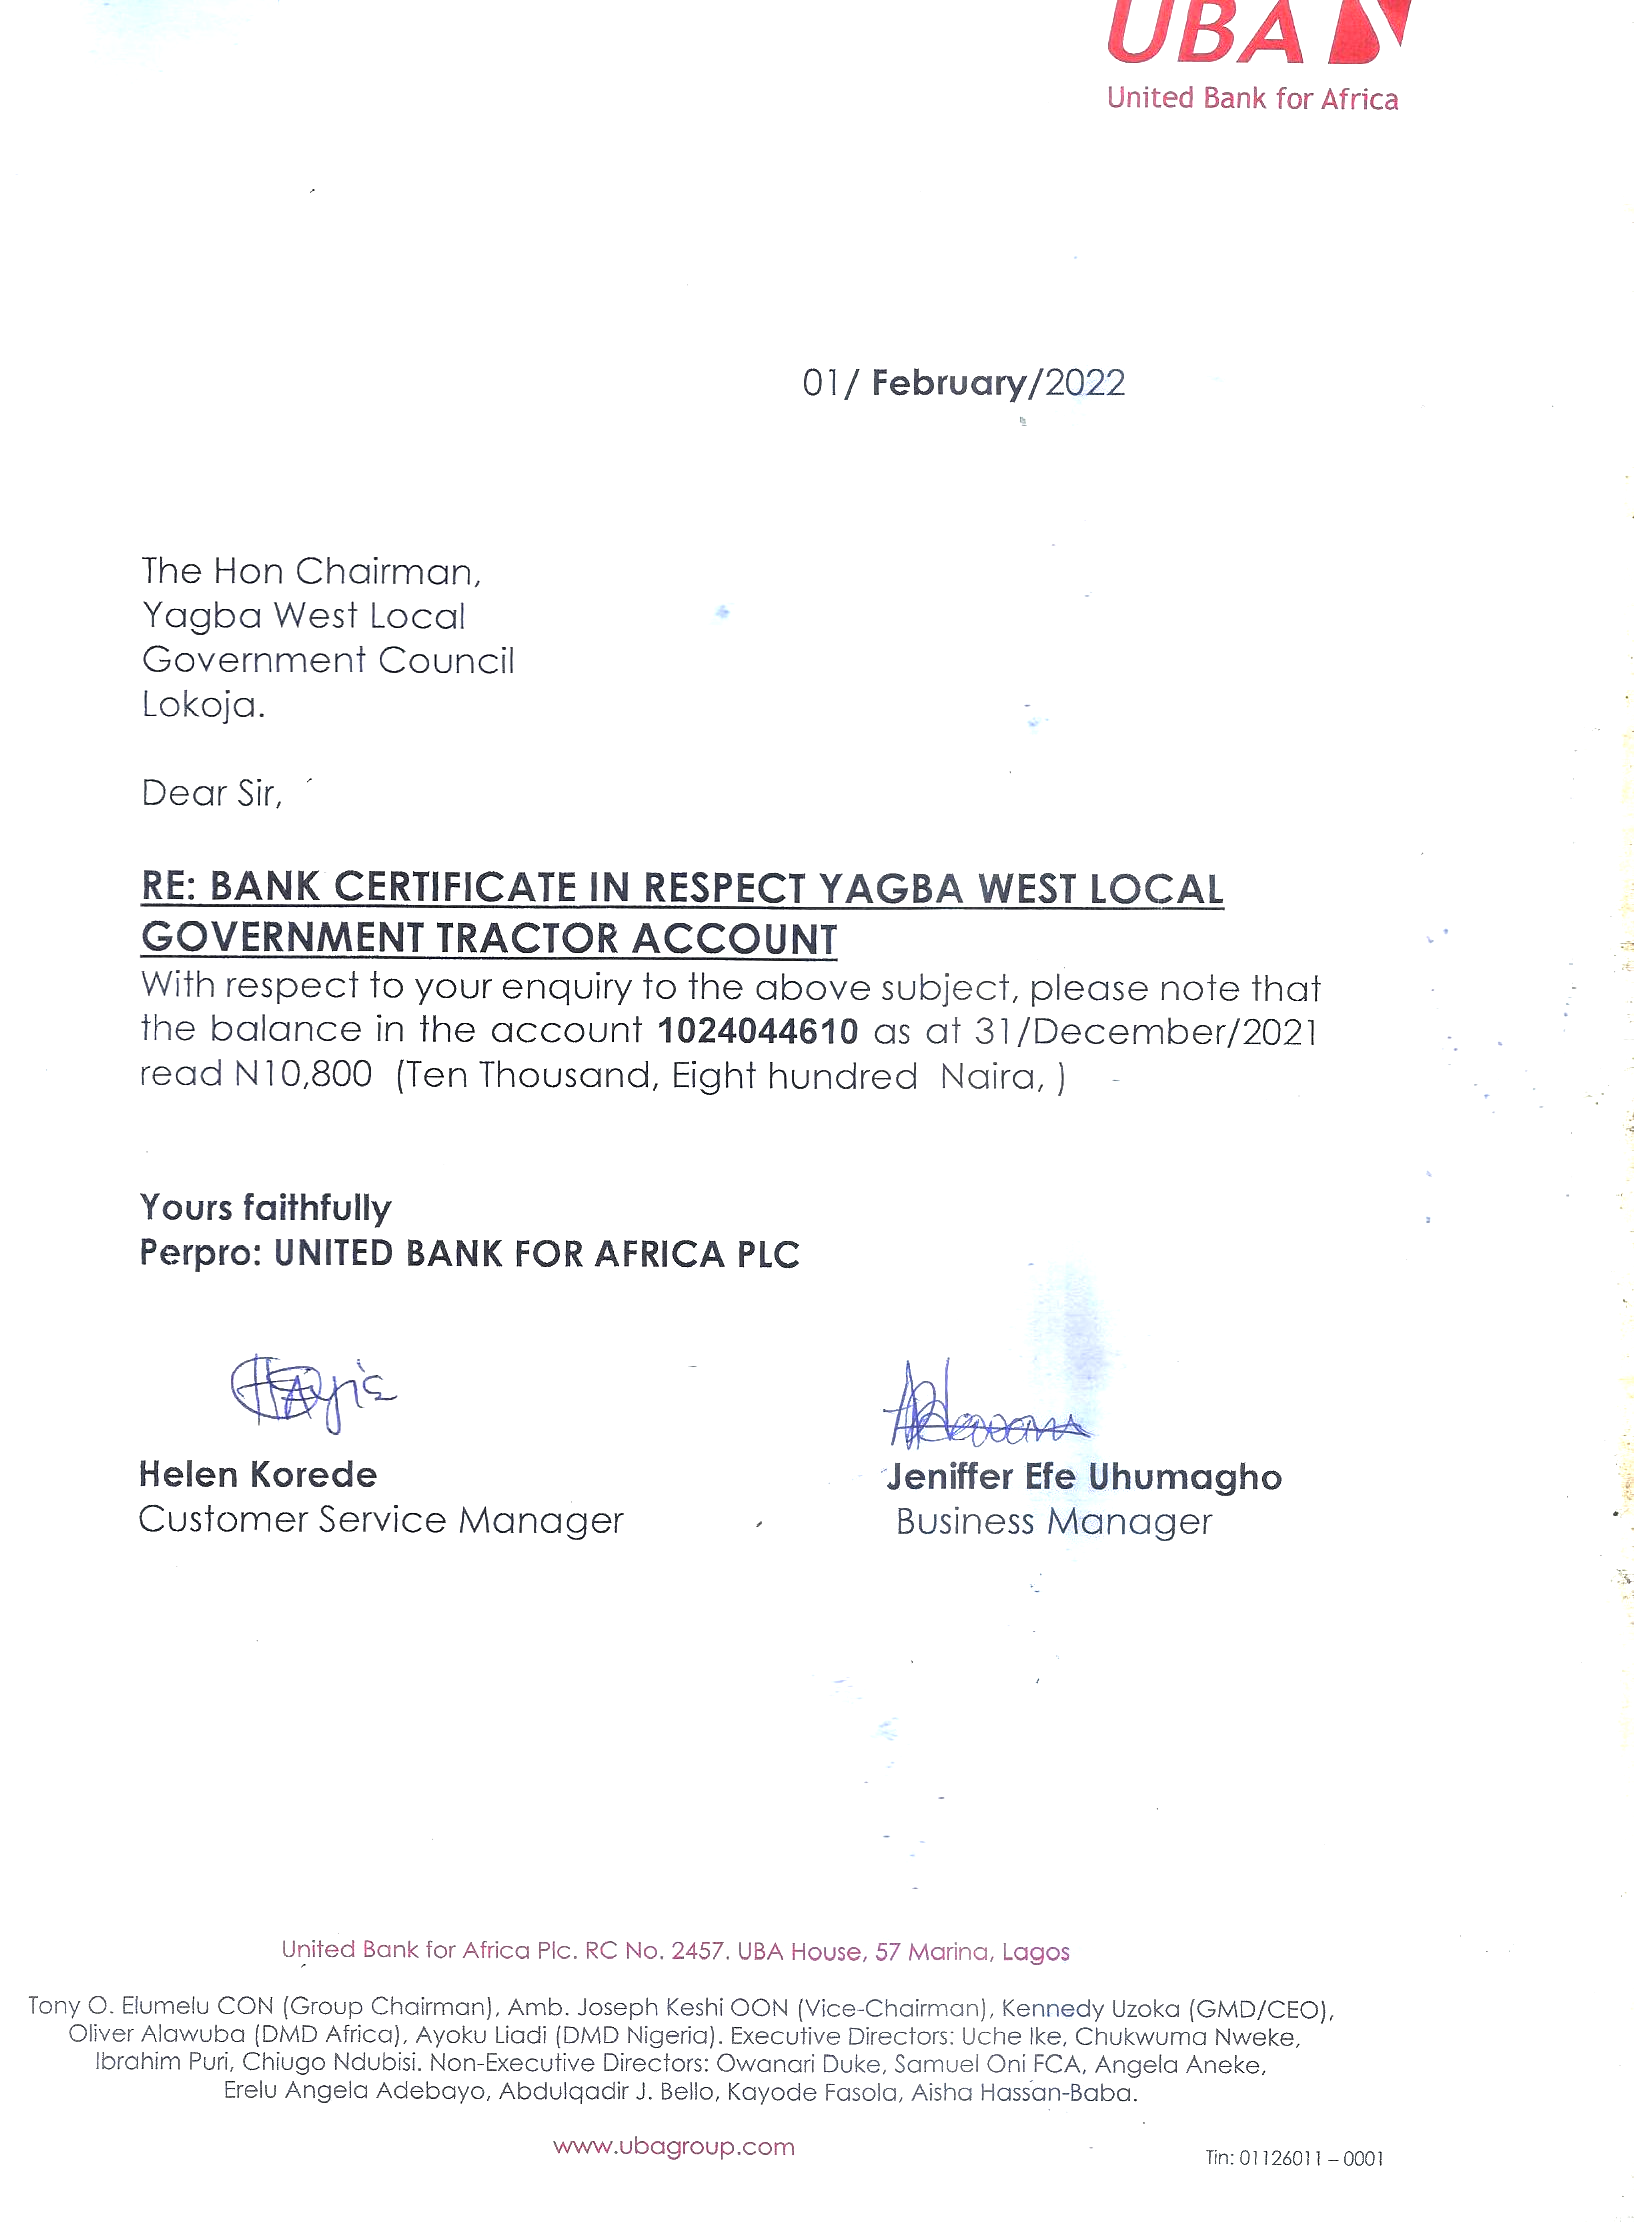 UBA
United Bank for Africa
01/ February/2022
The Hon Chairman,
Yagba West Local
Government Council
Lokoja.
Dear Sir,
RE: BANK CERTIFICATE IN RESPECT YAGBA WEST LOCAL
GOVERNMENT TRACTOR ACCOUNT
With respect to your enquiry to the above subject, please note that
the balance in the account 1024044610 as at 31/December/2021
read N10,800 (Ten Thousand, Eight hundred Naira, )
Yours faithfully
Perpro: UNITED BANK FOR AFRICA PLC
Helen Korede
Customer Service Manager
Jeniffer Efe Uhumagho
Business Manager
United Bank for Africa Plc. RC No. 2457. UBA House, 57 Marina, Lagos
Tony O. Elumelu CON (Group Chairman), Amb. Joseph Keshi OON (Vice-Chairman), Kennedy Uzoka (GMD/CEO),
Oliver Alawuba (DMD Africa), Ayoku Liadi (DMD Nigeria). Executive Directors: Uche Ike, Chukwuma Nweke,
Ibrahim Puri, Chiugo Ndubisi. Non-Executive Directors: Owanari Duke, Samuel Oni FCA, Angela Aneke,
Erelu Angela Adebayo, Abdulqadir J. Bello, Kayode Fasola, Aisha Hassan-Baba.
www.ubagroup.com
Tin: 01126011 – 0001